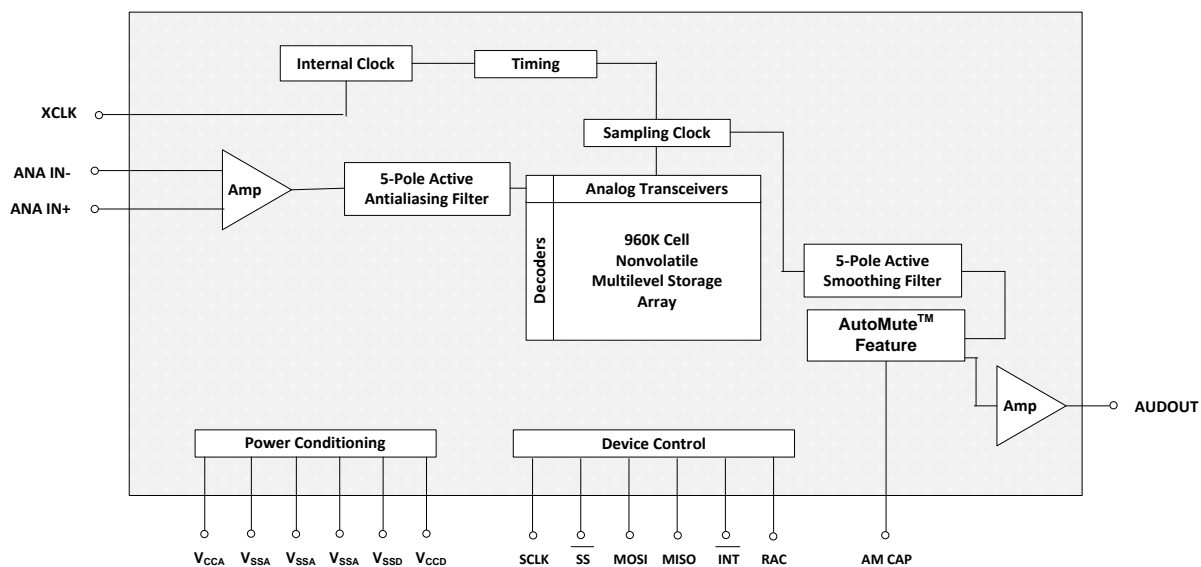 Internal Clock
Timing
XCLK
Sampling Clock
ANA IN-
ANA IN+
Amp
5-Pole Active
Antialiasing Filter
Decoders
Analog Transceivers
960K Cell
Nonvolatile
Multilevel Storage
Array
5-Pole Active
Smoothing Filter
AutoMute™
Feature
Amp
AUDOUT
Power Conditioning
Device Control
VCCA VSSA VSSA VSSA VSSD VCCD
SCLK SS MOSI MISO INT RAC
AM CAP